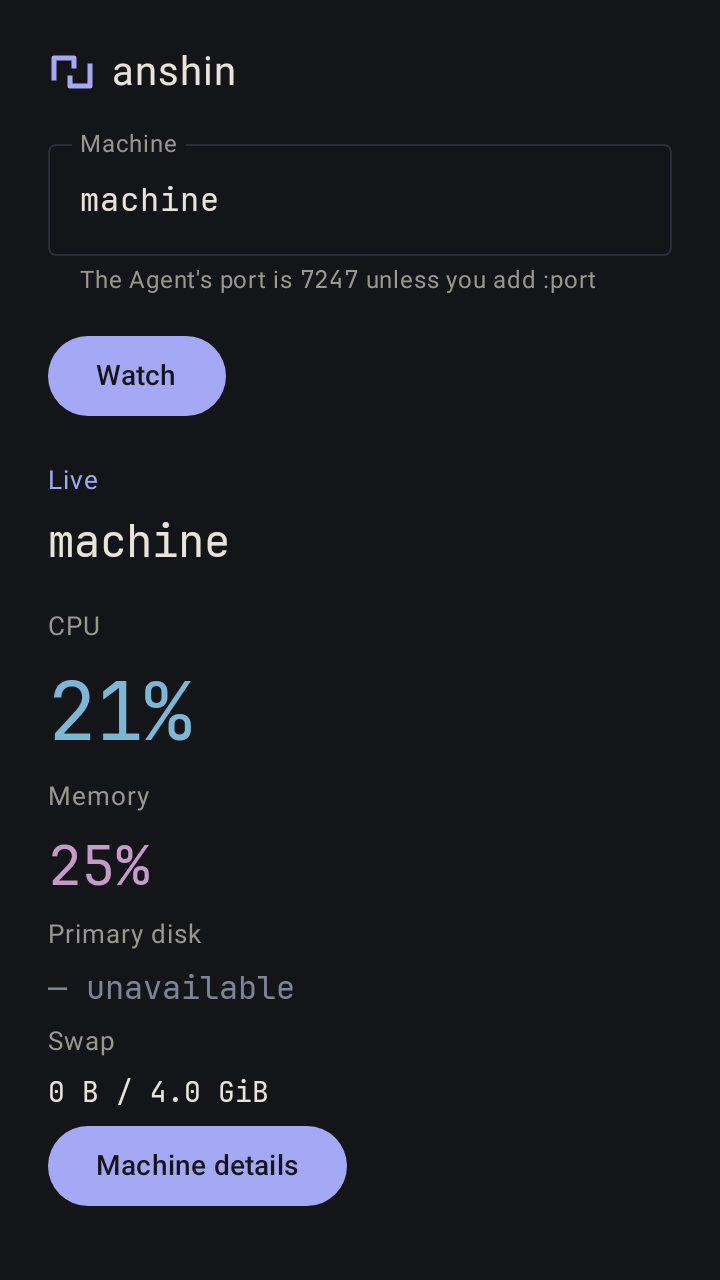 anshin
Machine
machine
The Agent's port is 7247 unless you add :port
Watch
Live
machine
CPU
21%
Memory
25%
Primary disk
— unavailable
Swap
0 B / 4.0 GiB
Machine details